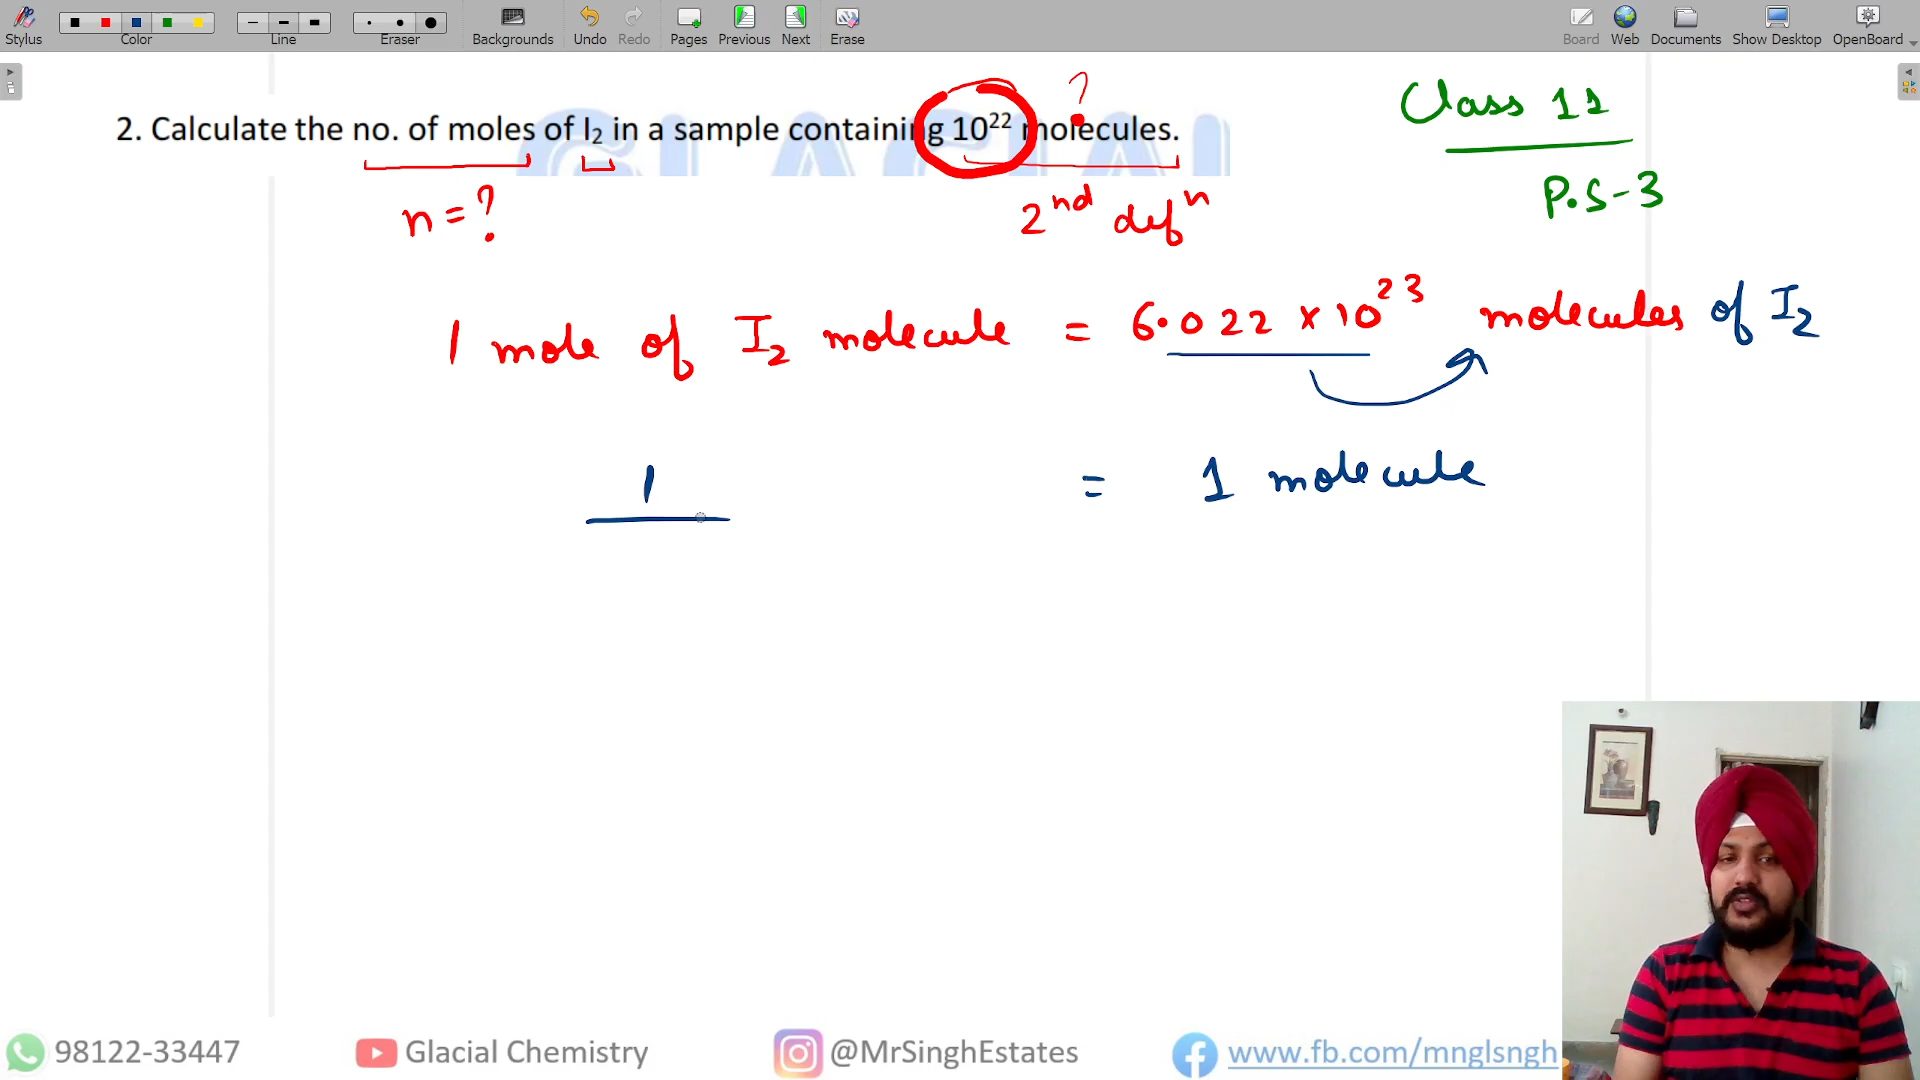 Stylus Color Line Eraser Backgrounds Undo Redo Pages Previous Next Erase Board Web Documents Show Desktop OpenBoard
GLACIAL
2. Calculate the no. of moles of I₂ in a sample containing 10²² molecules.
?
Class 11
P.S-3
n = ?
2ⁿᵈ defⁿ
1 mole of I₂ molecule = 6.022 × 10²³ molecules of I₂
1 = 1 molecule
98122-33447 Glacial Chemistry @MrSinghEstates www.fb.com/mnglsngh